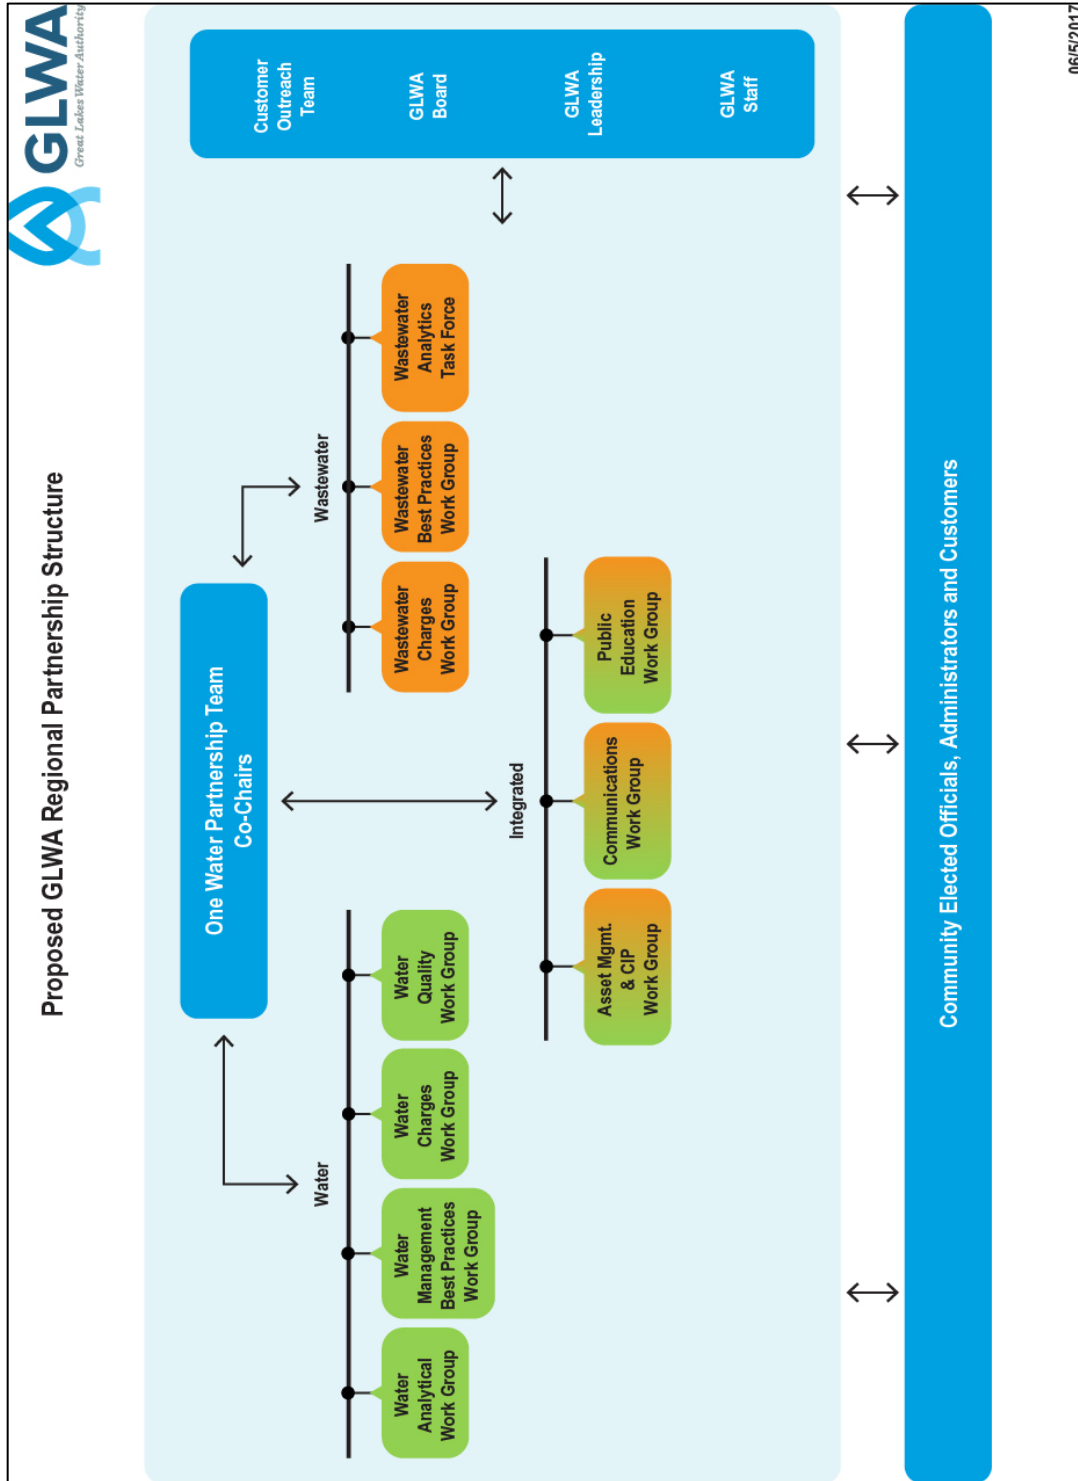 Proposed GLWA Regional Partnership Structure
GLWA
Great Lakes Water Authority
One Water Partnership Team
Co-Chairs
Water
Water
Analytical
Work Group
Water
Management
Best Practices
Work Group
Water
Charges
Work Group
Water
Quality
Work Group
Wastewater
Wastewater
Charges
Work Group
Wastewater
Best Practices
Work Group
Wastewater
Analytics
Task Force
Integrated
Asset Mgmt.
& CIP
Work Group
Communications
Work Group
Public
Education
Work Group
Customer
Outreach
Team
GLWA
Board
GLWA
Leadership
GLWA
Staff
Community Elected Officials, Administrators and Customers
06/5/2017